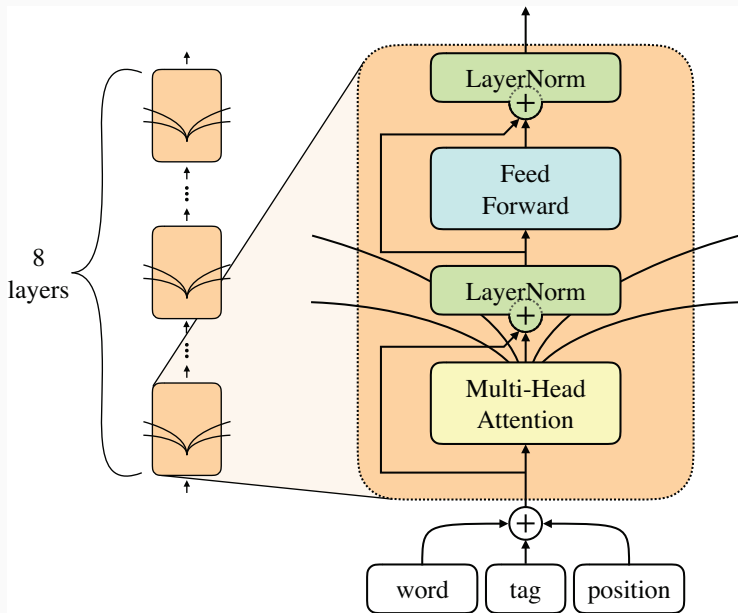 8
layers
LayerNorm
+
Feed
Forward
LayerNorm
+
Multi-Head
Attention
+
word
tag
position